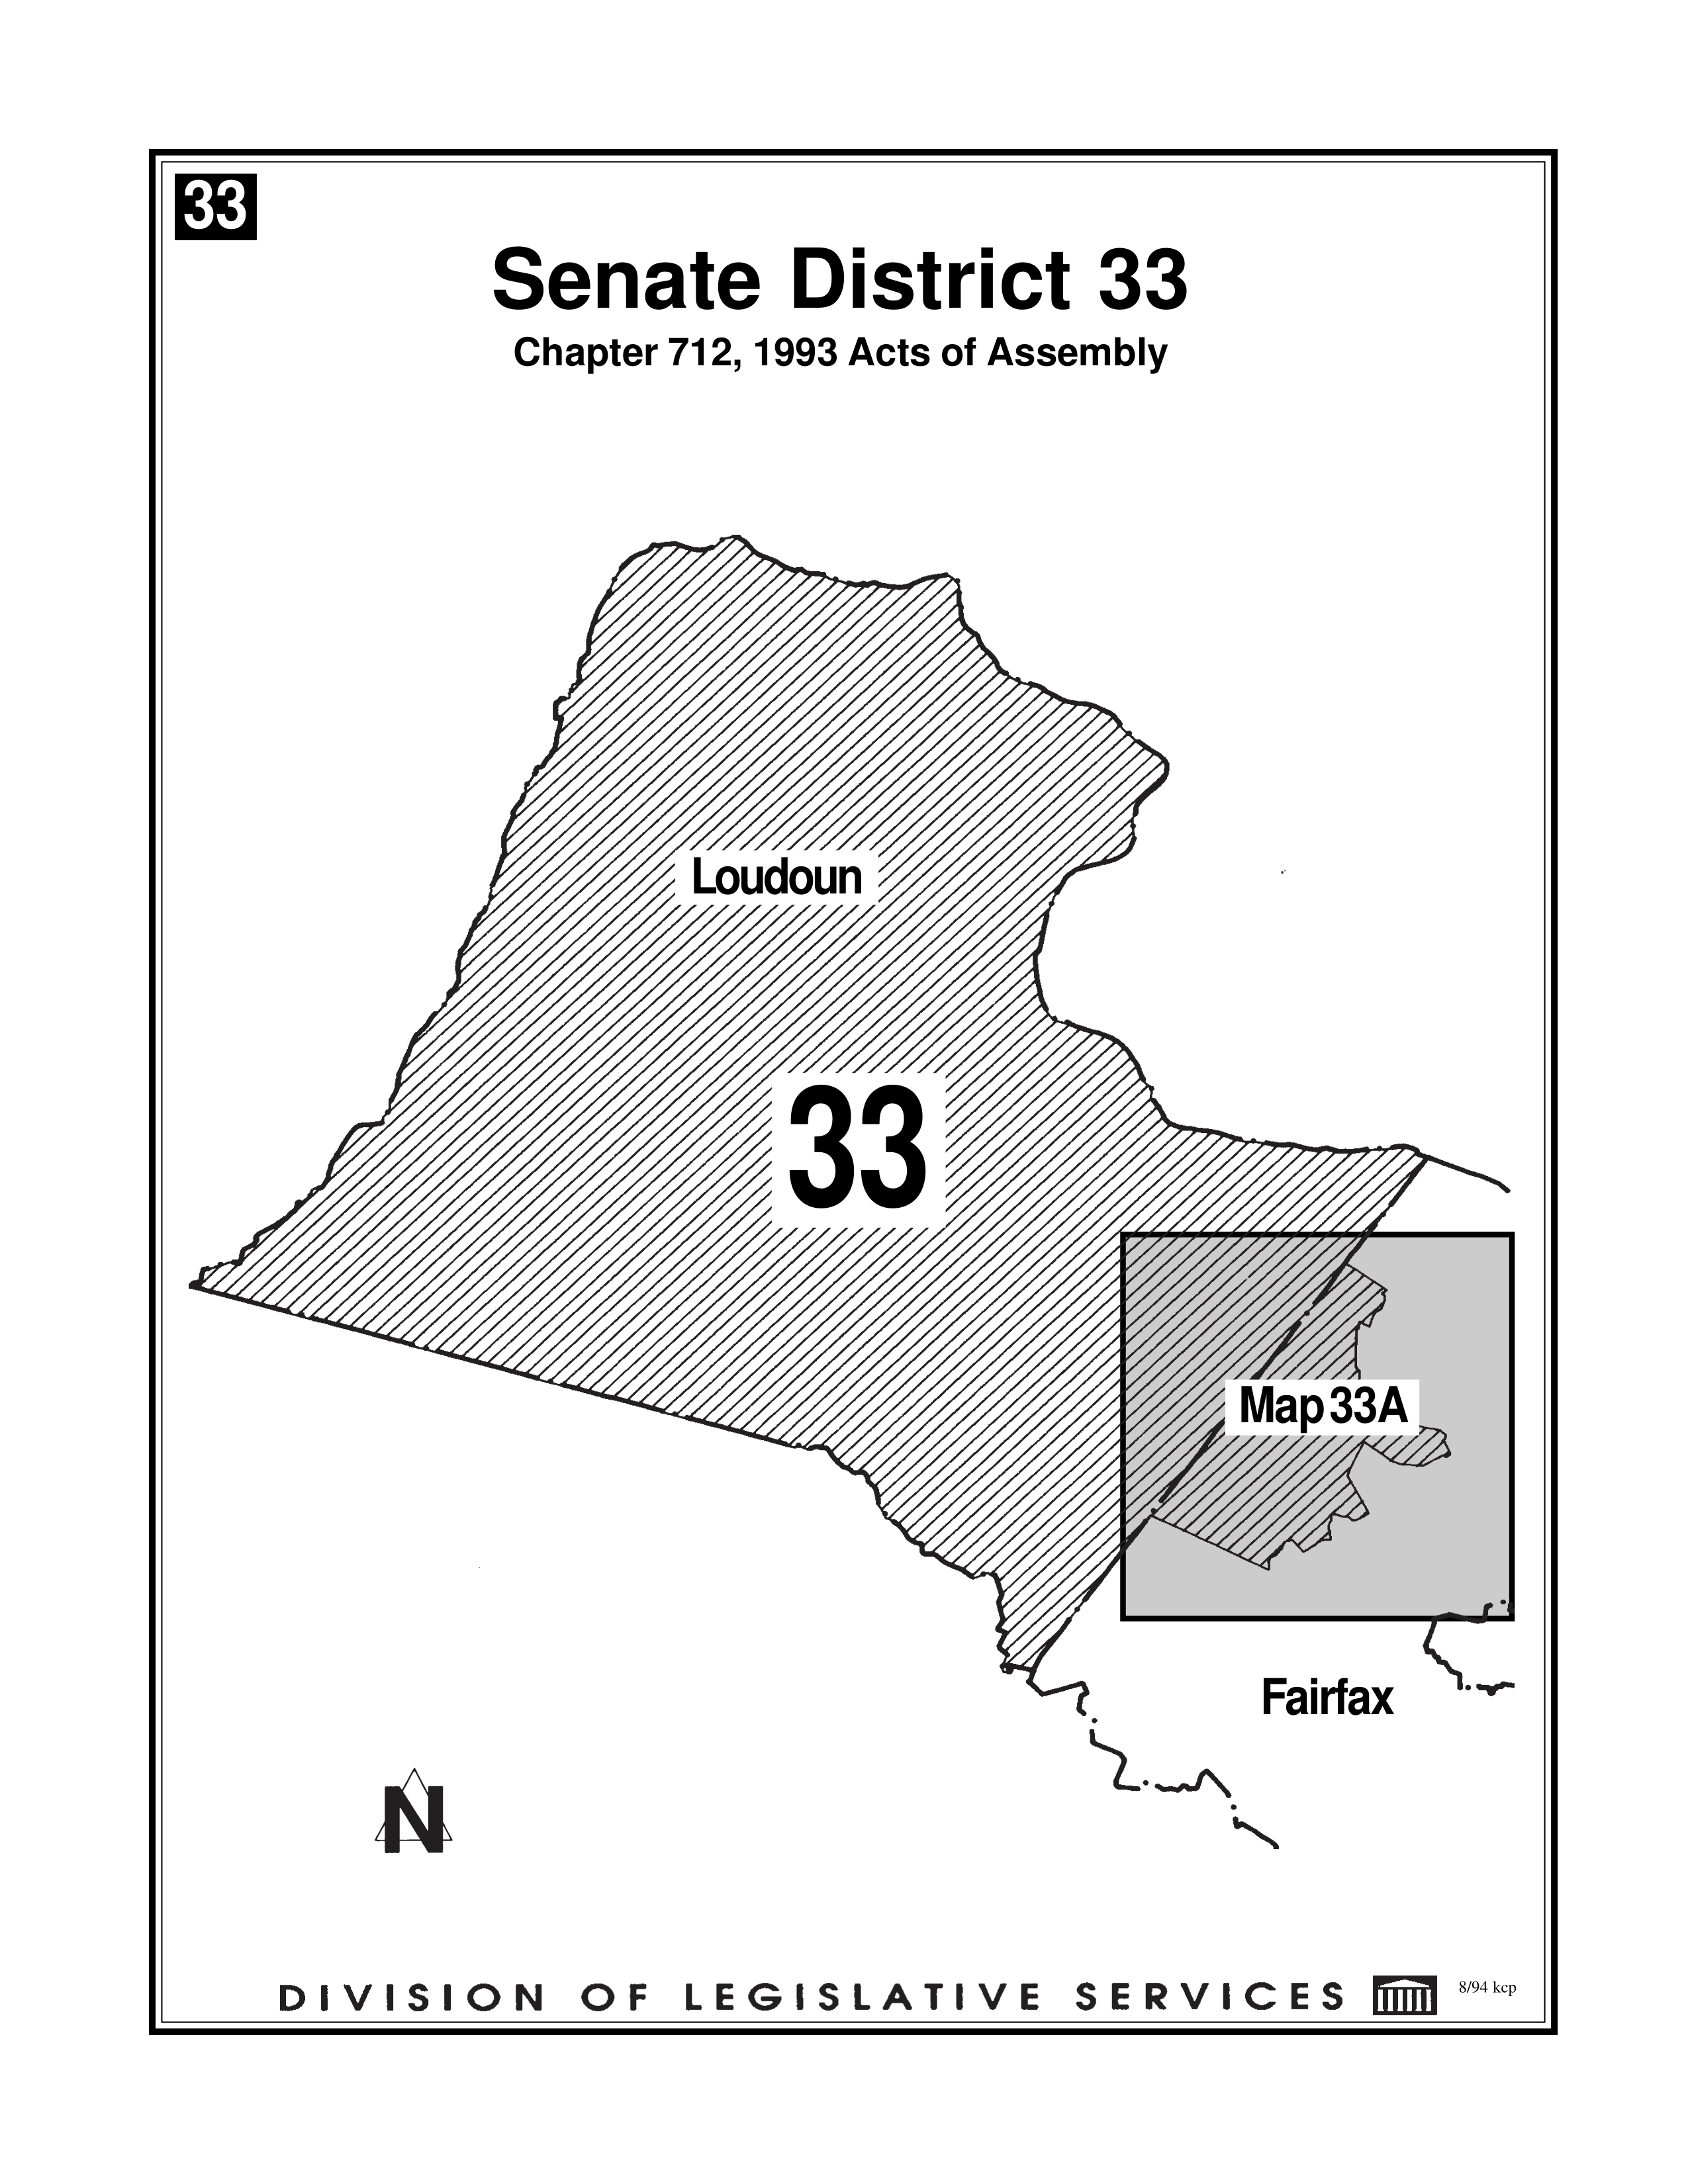 33
Senate District 33
Chapter 712, 1993 Acts of Assembly
Loudoun
33
Map 33A
Fairfax
N
DIVISION OF LEGISLATIVE SERVICES
8/94 kcp